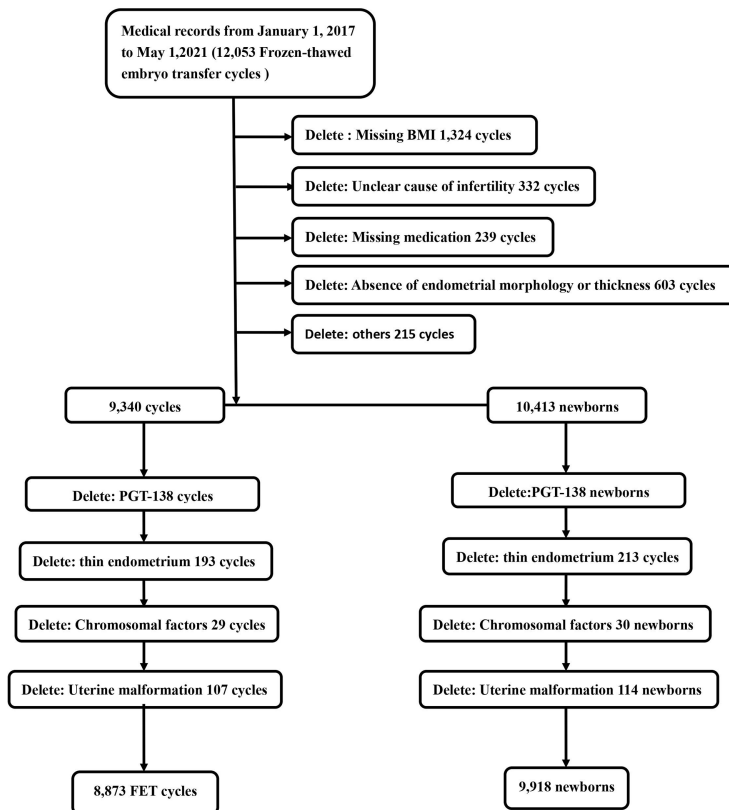 Medical records from January 1, 2017
to May 1,2021 (12,053 Frozen-thawed
embryo transfer cycles )
Delete : Missing BMI 1,324 cycles
Delete: Unclear cause of infertility 332 cycles
Delete: Missing medication 239 cycles
Delete: Absence of endometrial morphology or thickness 603 cycles
Delete: others 215 cycles
9,340 cycles
10,413 newborns
Delete: PGT-138 cycles
Delete:PGT-138 newborns
Delete: thin endometrium 193 cycles
Delete: thin endometrium 213 cycles
Delete: Chromosomal factors 29 cycles
Delete: Chromosomal factors 30 newborns
Delete: Uterine malformation 107 cycles
Delete: Uterine malformation 114 newborns
8,873 FET cycles
9,918 newborns